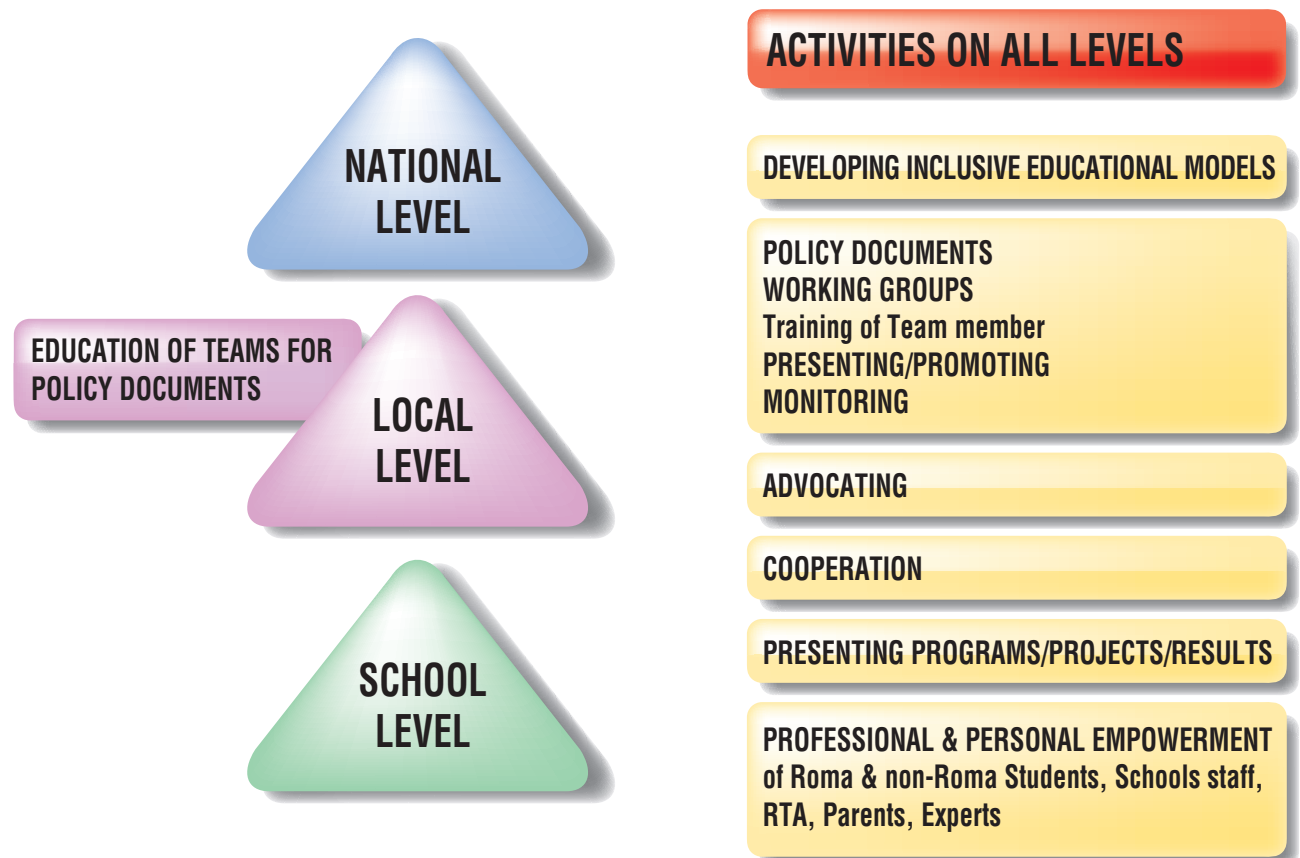 NATIONAL
LEVEL
EDUCATION OF TEAMS FOR
POLICY DOCUMENTS
LOCAL
LEVEL
SCHOOL
LEVEL
ACTIVITIES ON ALL LEVELS
DEVELOPING INCLUSIVE EDUCATIONAL MODELS
POLICY DOCUMENTS
WORKING GROUPS
Training of Team member
PRESENTING/PROMOTING
MONITORING
ADVOCATING
COOPERATION
PRESENTING PROGRAMS/PROJECTS/RESULTS
PROFESSIONAL & PERSONAL EMPOWERMENT
of Roma & non-Roma Students, Schools staff,
RTA, Parents, Experts